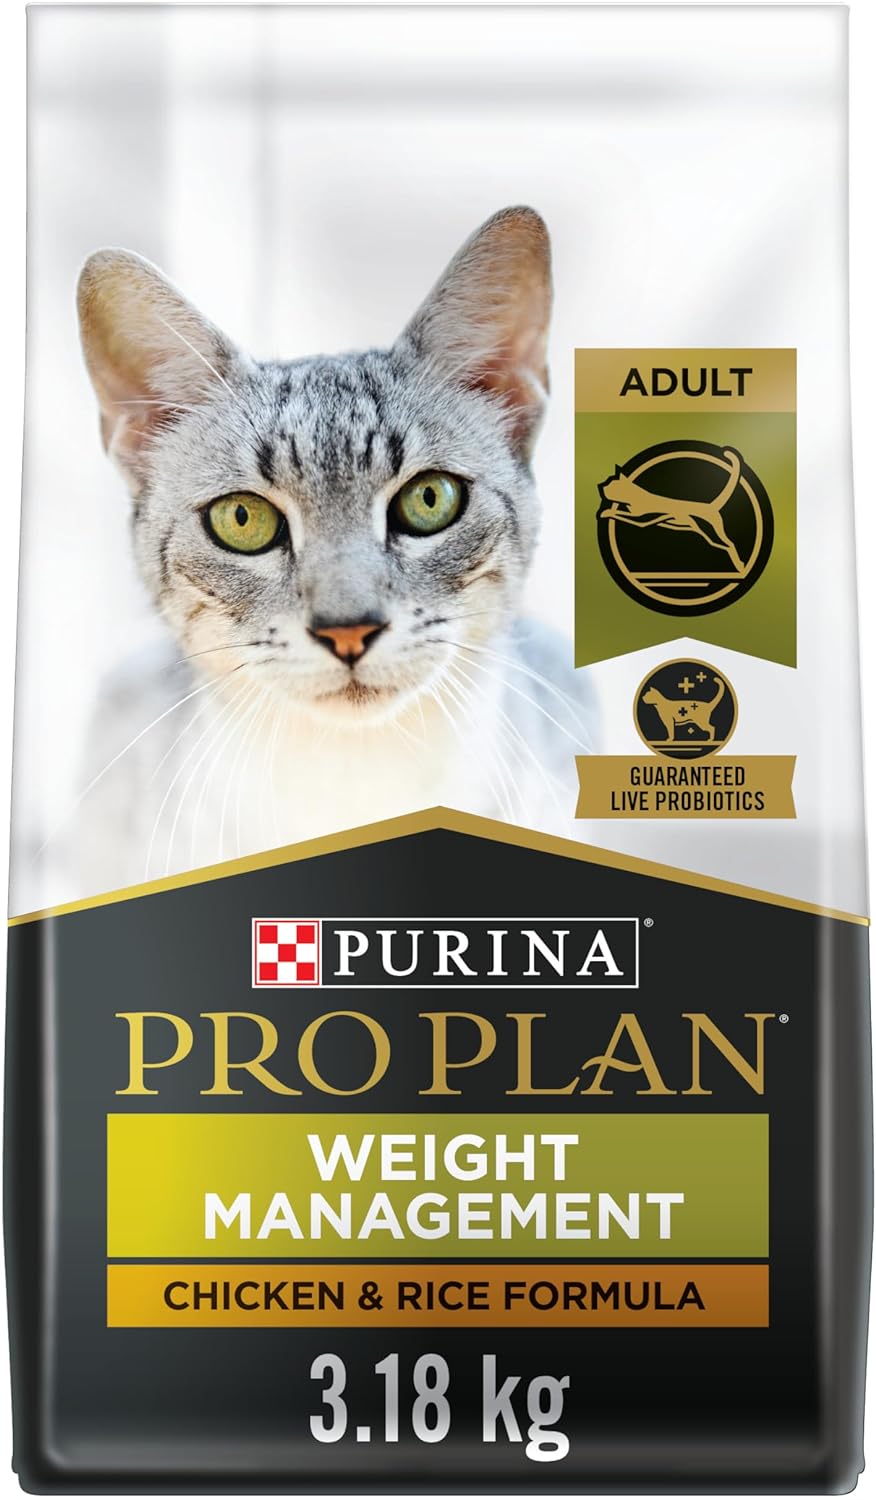 ADULT
GUARANTEED
LIVE PROBIOTICS
PURINA®
PRO PLAN®
WEIGHT
MANAGEMENT
CHICKEN & RICE FORMULA
3.18 kg